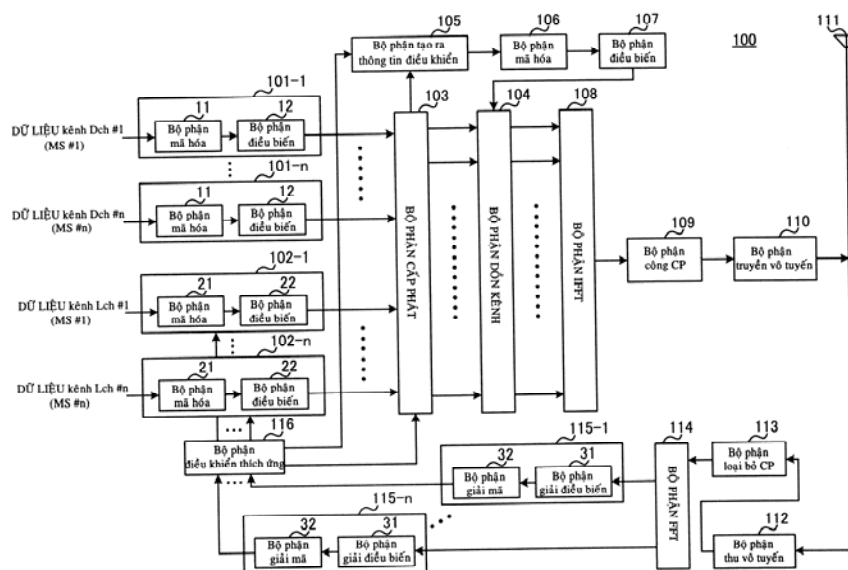 105
Bộ phận tạo ra
thông tin điều khiển
106
Bộ phận
mã hóa
107
Bộ phận
điều biến
100
111
101-1
DỮ LIỆU kênh Dch #1
(MS #1)
11
Bộ phận
mã hóa
12
Bộ phận
điều biến
101-n
DỮ LIỆU kênh Dch #n
(MS #n)
11
Bộ phận
mã hóa
12
Bộ phận
điều biến
102-1
DỮ LIỆU kênh Lch #1
(MS #1)
21
Bộ phận
mã hóa
22
Bộ phận
điều biến
102-n
DỮ LIỆU kênh Lch #n
(MS #n)
21
Bộ phận
mã hóa
22
Bộ phận
điều biến
103
BỘ PHẬN CẤP PHÁT
104
BỘ PHẬN DỒN KÊNH
108
BỘ PHẬN IFFT
109
Bộ phận
công CP
110
Bộ phận
truyền vô tuyến
116
Bộ phận
điều khiển thích ứng
115-1
32
Bộ phận
giải mã
31
Bộ phận
giải điều biến
115-n
32
Bộ phận
giải mã
31
Bộ phận
giải điều biến
114
BỘ PHẬN FFT
113
Bộ phận
loại bỏ CP
112
Bộ phận
thu vô tuyến